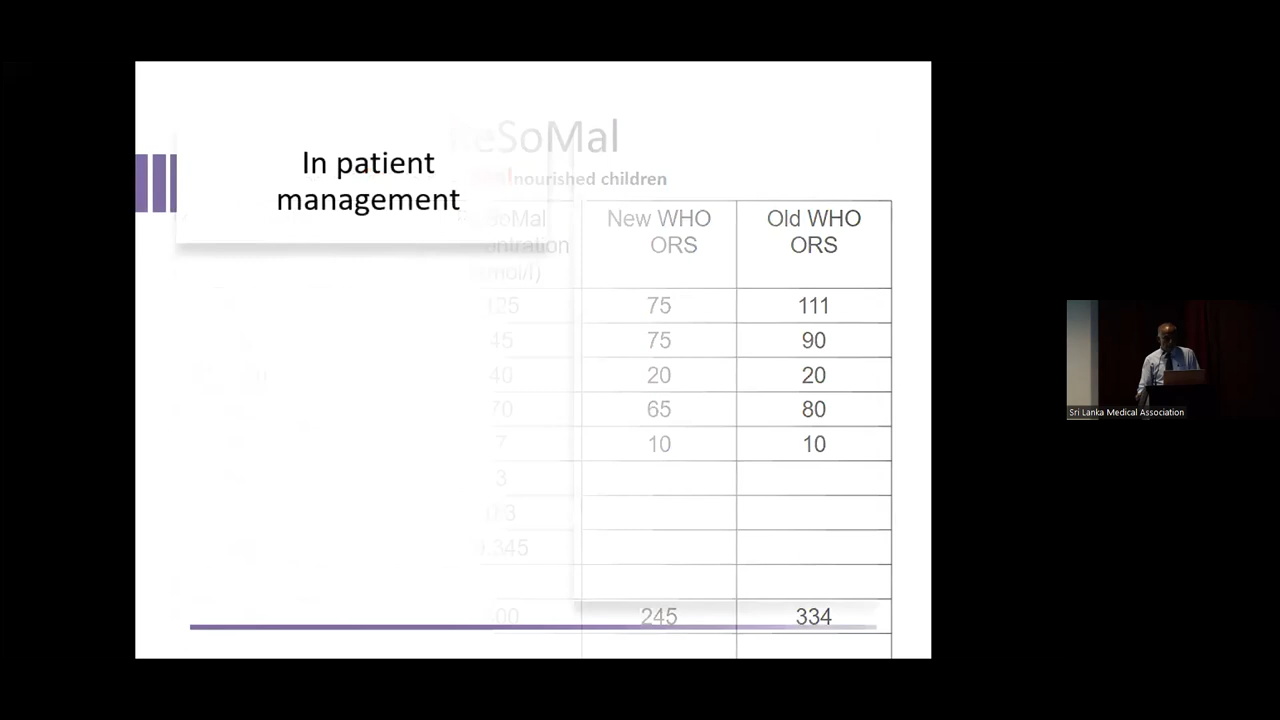 In patient
management
ReSoMal
nourished children
SoMal
New WHO
Old WHO
ORS
ORS
125
75
111
45
75
90
40
20
20
70
65
80
7
10
10
3
0.345
245
334
Sri Lanka Medical Association